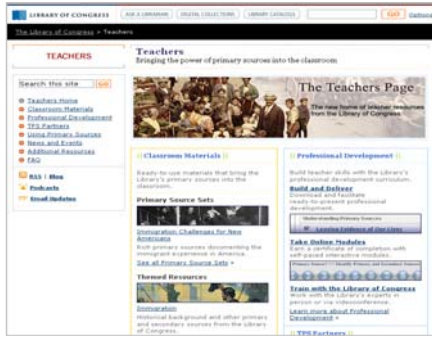 LIBRARY OF CONGRESS
ASK A LIBRARIAN
DIGITAL COLLECTIONS
LIBRARY CATALOGS
GO
Options
The Library of Congress > Teachers
TEACHERS
Search this site
GO
Teachers Home
Classroom Materials
Professional Development
TPS Partners
Using Primary Sources
News and Events
Additional Resources
FAQ
RSS | Blog
Podcasts
Email Updates
Teachers
Bringing the power of primary sources into the classroom
The Teachers Page
The new home of teacher resources
from the Library of Congress.
Classroom Materials
Ready-to-use materials that bring the
Library's primary sources into the
classroom.
Primary Source Sets
Immigration Challenges for New
Americans
Rich primary sources documenting the
immigrant experience in America.
See all Primary Source Sets
Themed Resources
Immigration
Historical background and other primary
and secondary sources from the Library
of Congress.
Professional Development
Build teacher skills with the Library's
professional development curriculum.
Build and Deliver
Download and facilitate
ready-to-present professional
development.
Understanding Primary Sources
Leaving Evidence of Our Lives
Take Online Modules
Earn a certificate of completion with
self-paced interactive modules.
Train with the Library of Congress
Work with the Library's experts in
person or via videoconference.
Learn more about Professional
Development
TPS Partners